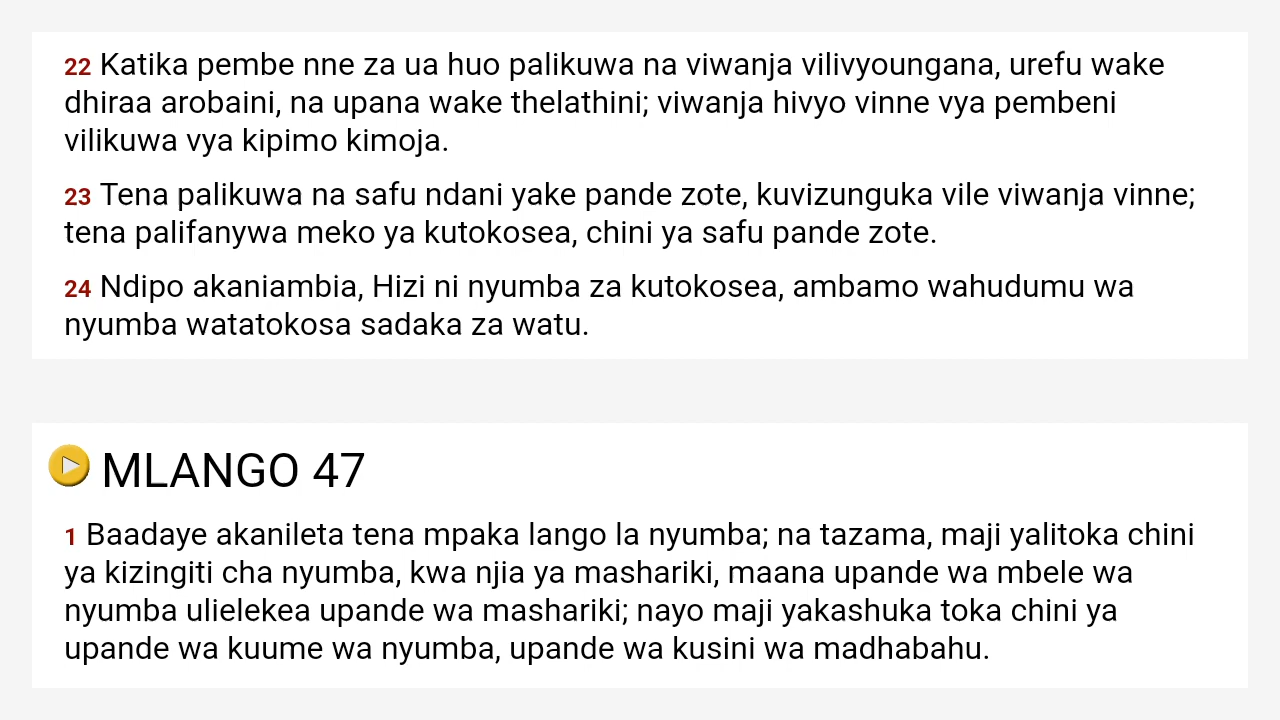 22 Katika pembe nne za ua huo palikuwa na viwanja vilivyoungana, urefu wake
dhiraa arobaini, na upana wake thelathini; viwanja hivyo vinne vya pembeni
vilikuwa vya kipimo kimoja.
23 Tena palikuwa na safu ndani yake pande zote, kuvizunguka vile viwanja vinne;
tena palifanywa meko ya kutokosea, chini ya safu pande zote.
24 Ndipo akaniambia, Hizi ni nyumba za kutokosea, ambamo wahudumu wa
nyumba watatokosa sadaka za watu.
MLANGO 47
1 Baadaye akanileta tena mpaka lango la nyumba; na tazama, maji yalitoka chini
ya kizingiti cha nyumba, kwa njia ya mashariki, maana upande wa mbele wa
nyumba ulielekea upande wa mashariki; nayo maji yakashuka toka chini ya
upande wa kuume wa nyumba, upande wa kusini wa madhabahu.